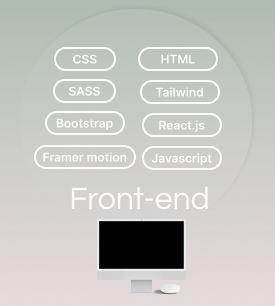 CSS HTML
SASS Tailwind
Bootstrap React.js
Framer motion Javascript
Front-end